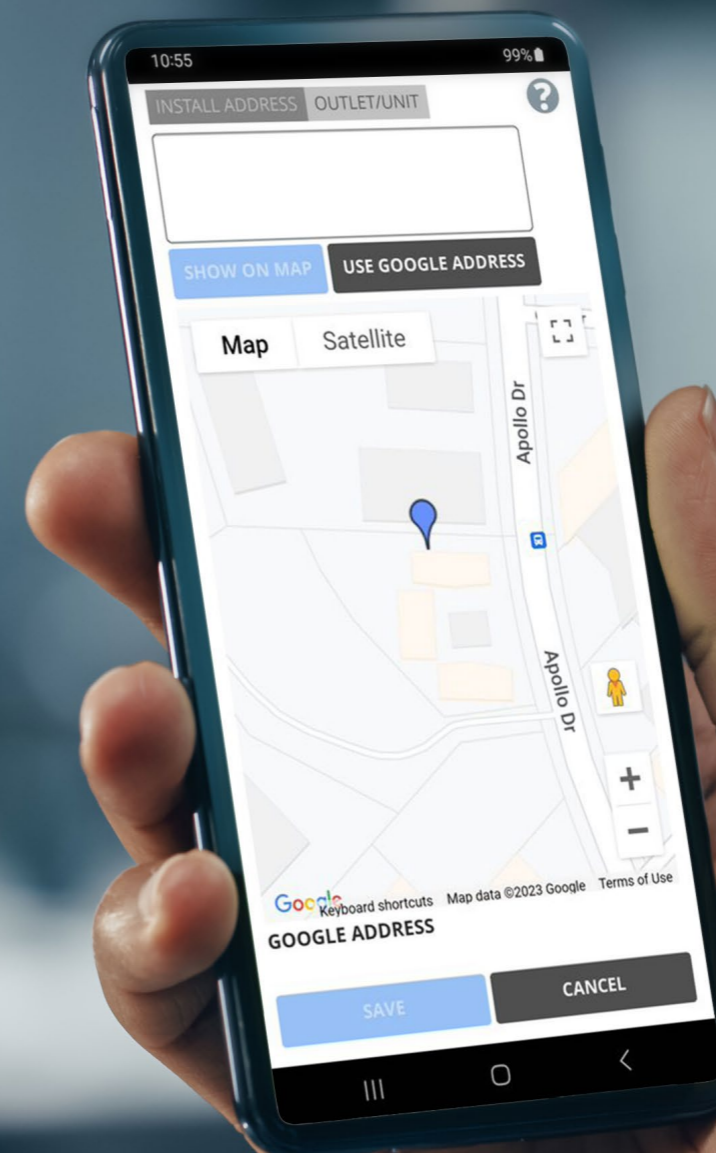 10:55
99%
INSTALL ADDRESS
OUTLET/UNIT
?
SHOW ON MAP
USE GOOGLE ADDRESS
Map
Satellite
Apollo Dr
Apollo Dr
+
−
Google
Keyboard shortcuts
Map data ©2023 Google
Terms of Use
GOOGLE ADDRESS
SAVE
CANCEL